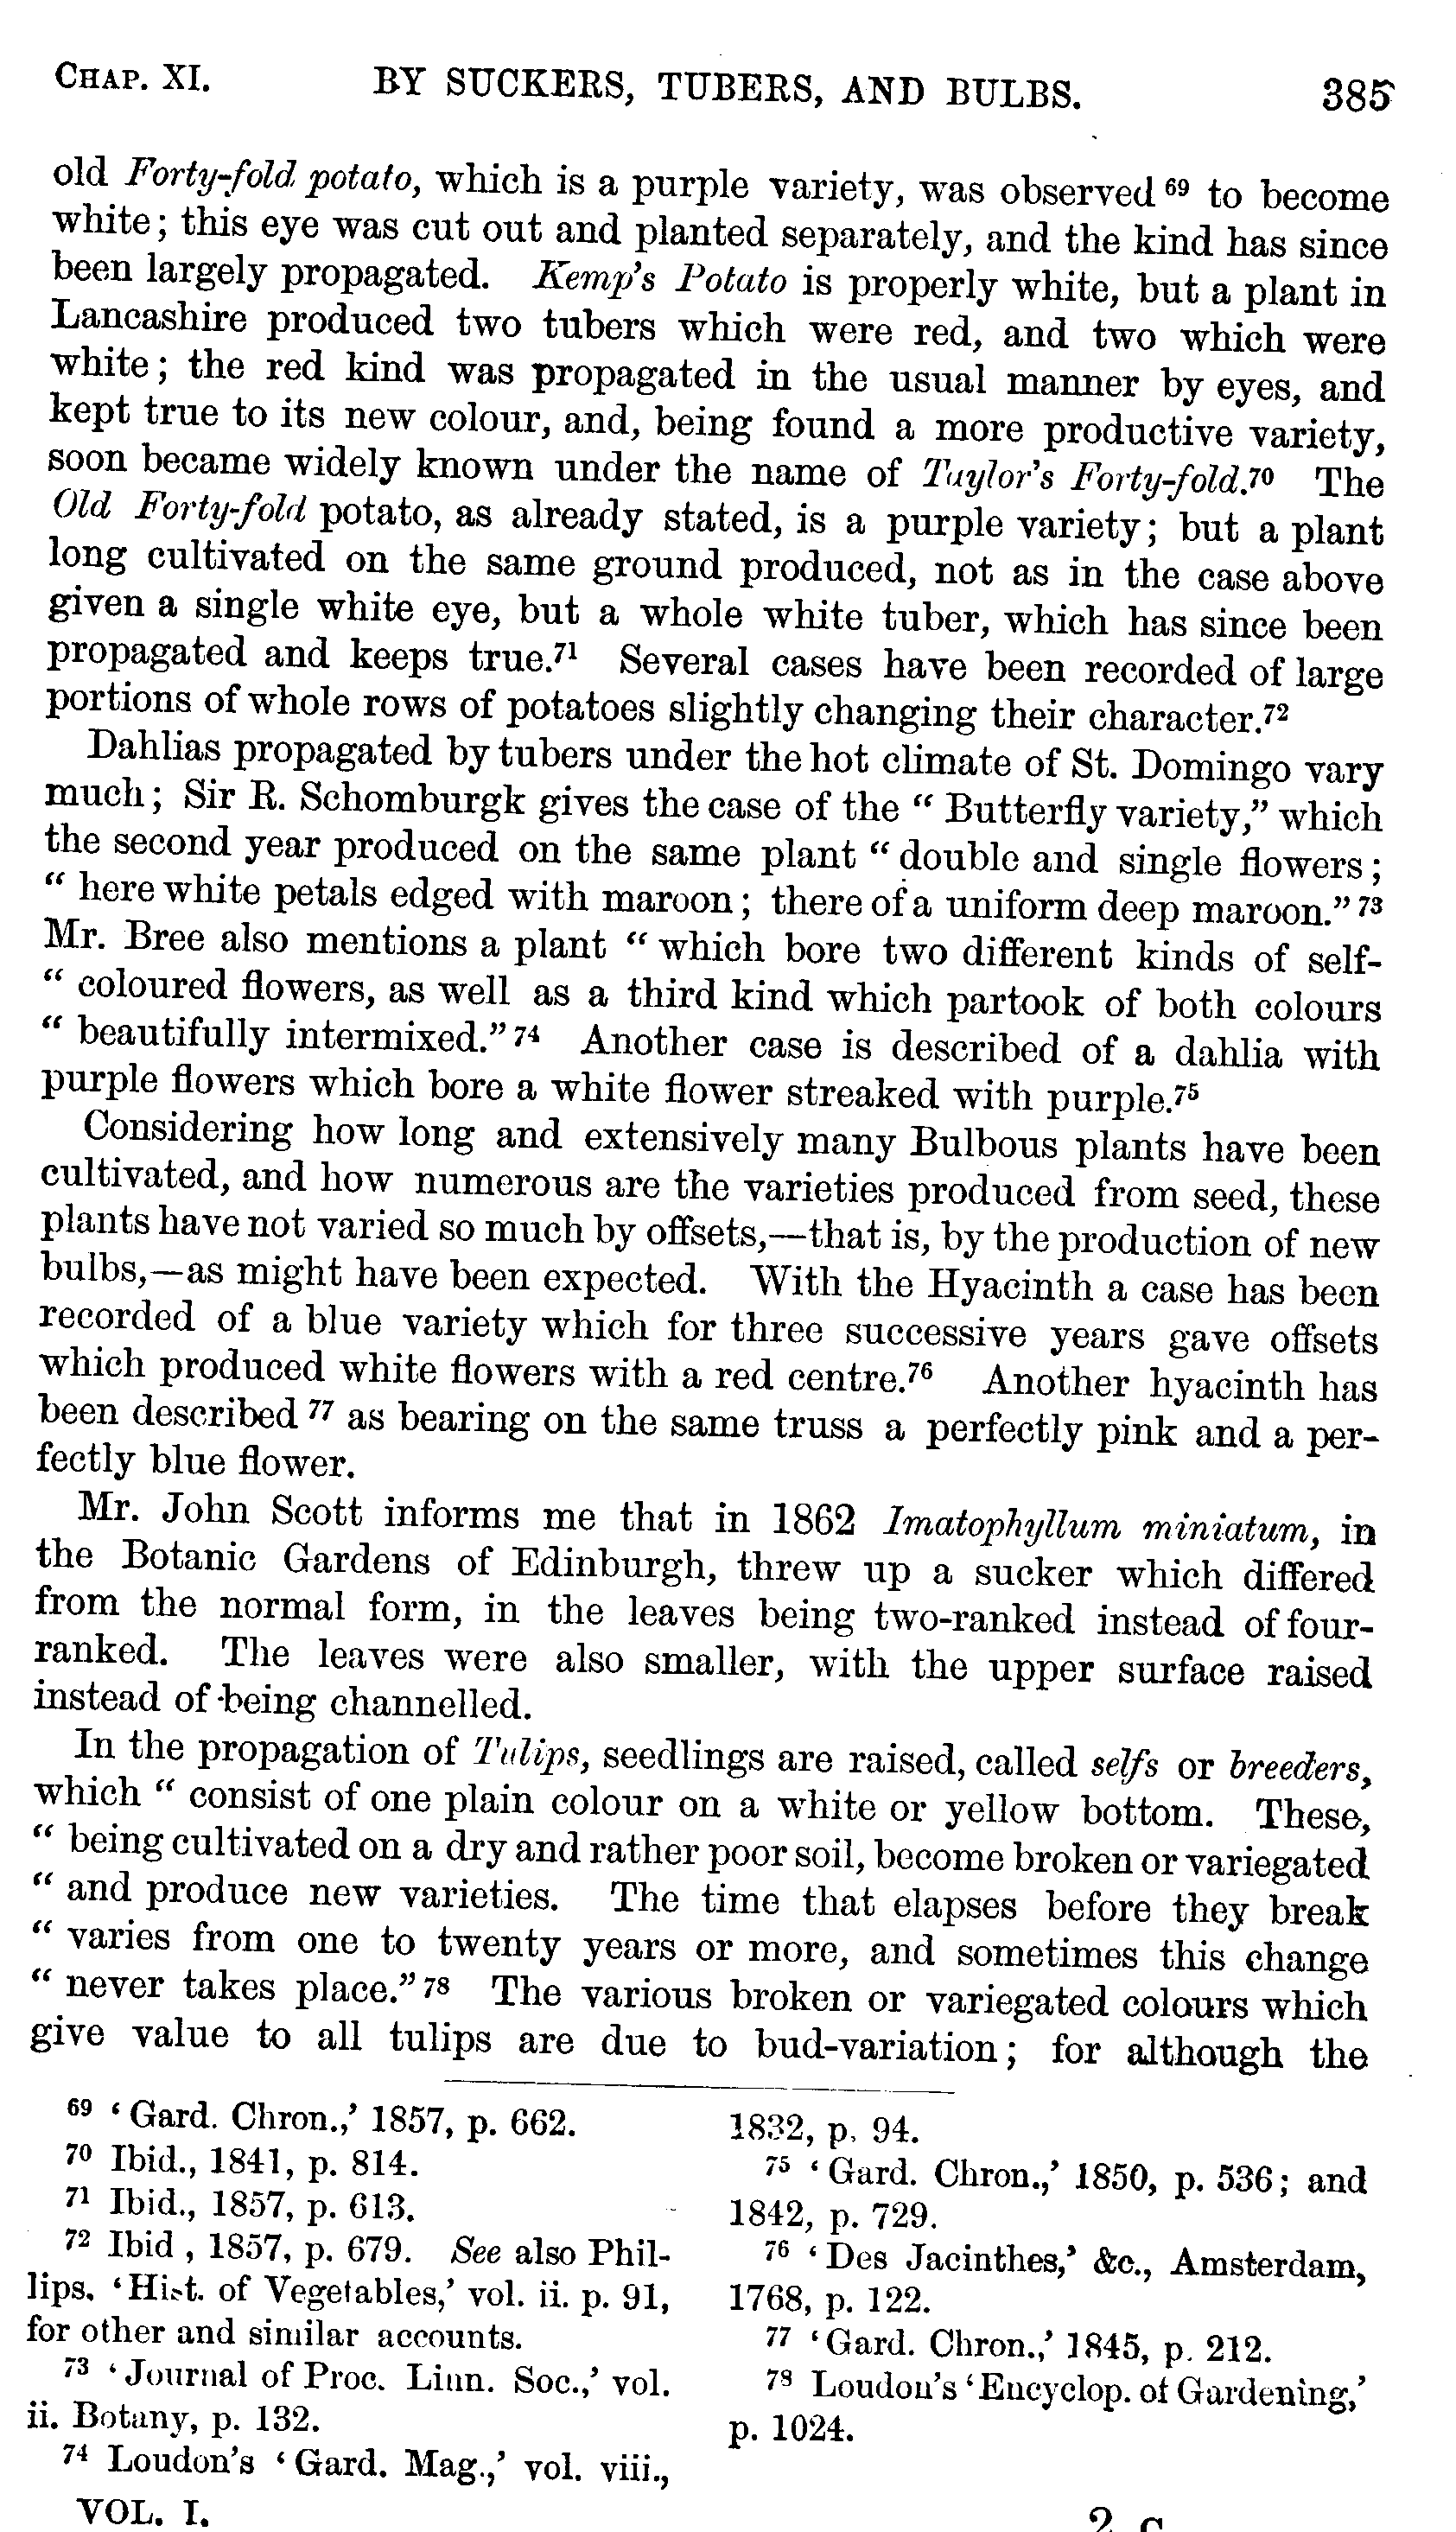 CHAP. XI. BY SUCKERS, TUBERS, AND BULBS. 385
old Forty-fold potato, which is a purple variety, was observed 69 to become
white; this eye was cut out and planted separately, and the kind has since
been largely propagated. Kemp's Potato is properly white, but a plant in
Lancashire produced two tubers which were red, and two which were
white; the red kind was propagated in the usual manner by eyes, and
kept true to its new colour, and, being found a more productive variety,
soon became widely known under the name of Taylor's Forty-fold.70 The
Old Forty-fold potato, as already stated, is a purple variety; but a plant
long cultivated on the same ground produced, not as in the case above
given a single white eye, but a whole white tuber, which has since been
propagated and keeps true.71 Several cases have been recorded of large
portions of whole rows of potatoes slightly changing their character.72
Dahlias propagated by tubers under the hot climate of St. Domingo vary
much; Sir R. Schomburgk gives the case of the “Butterfly variety,” which
the second year produced on the same plant “double and single flowers;
“ here white petals edged with maroon; there of a uniform deep maroon.” 73
Mr. Bree also mentions a plant “which bore two different kinds of self-
“ coloured flowers, as well as a third kind which partook of both colours
“ beautifully intermixed.” 74 Another case is described of a dahlia with
purple flowers which bore a white flower streaked with purple.75
Considering how long and extensively many Bulbous plants have been
cultivated, and how numerous are the varieties produced from seed, these
plants have not varied so much by offsets,—that is, by the production of new
bulbs,—as might have been expected. With the Hyacinth a case has been
recorded of a blue variety which for three successive years gave offsets
which produced white flowers with a red centre.76 Another hyacinth has
been described 77 as bearing on the same truss a perfectly pink and a per-
fectly blue flower.
Mr. John Scott informs me that in 1862 Imatophyllum miniatum, in
the Botanic Gardens of Edinburgh, threw up a sucker which differed
from the normal form, in the leaves being two-ranked instead of four-
ranked. The leaves were also smaller, with the upper surface raised
instead of being channelled.
In the propagation of Tulips, seedlings are raised, called selfs or breeders,
which “ consist of one plain colour on a white or yellow bottom. These,
“ being cultivated on a dry and rather poor soil, become broken or variegated
“ and produce new varieties. The time that elapses before they break
“ varies from one to twenty years or more, and sometimes this change
“ never takes place.” 78 The various broken or variegated colours which
give value to all tulips are due to bud-variation; for although the
69 ‘Gard. Chron.,’ 1857, p. 662.
70 Ibid., 1841, p. 814.
71 Ibid., 1857, p. 613.
72 Ibid , 1857, p. 679. See also Phil-
lips. ‘Hist. of Vegetables,’ vol. ii. p. 91,
for other and similar accounts.
73 ‘Journal of Proc. Linn. Soc.,’ vol.
ii. Botany, p. 132.
74 Loudon's ‘Gard. Mag.,’ vol. viii.,
1832, p. 94.
75 ‘Gard. Chron.,’ 1850, p. 536; and
1842, p. 729.
76 ‘Des Jacinthes,’ &c., Amsterdam,
1768, p. 122.
77 ‘Gard. Chron.,’ 1845, p. 212.
78 Loudon's ‘Encyclop. of Gardening,’
p. 1024.
VOL. I. 2 C